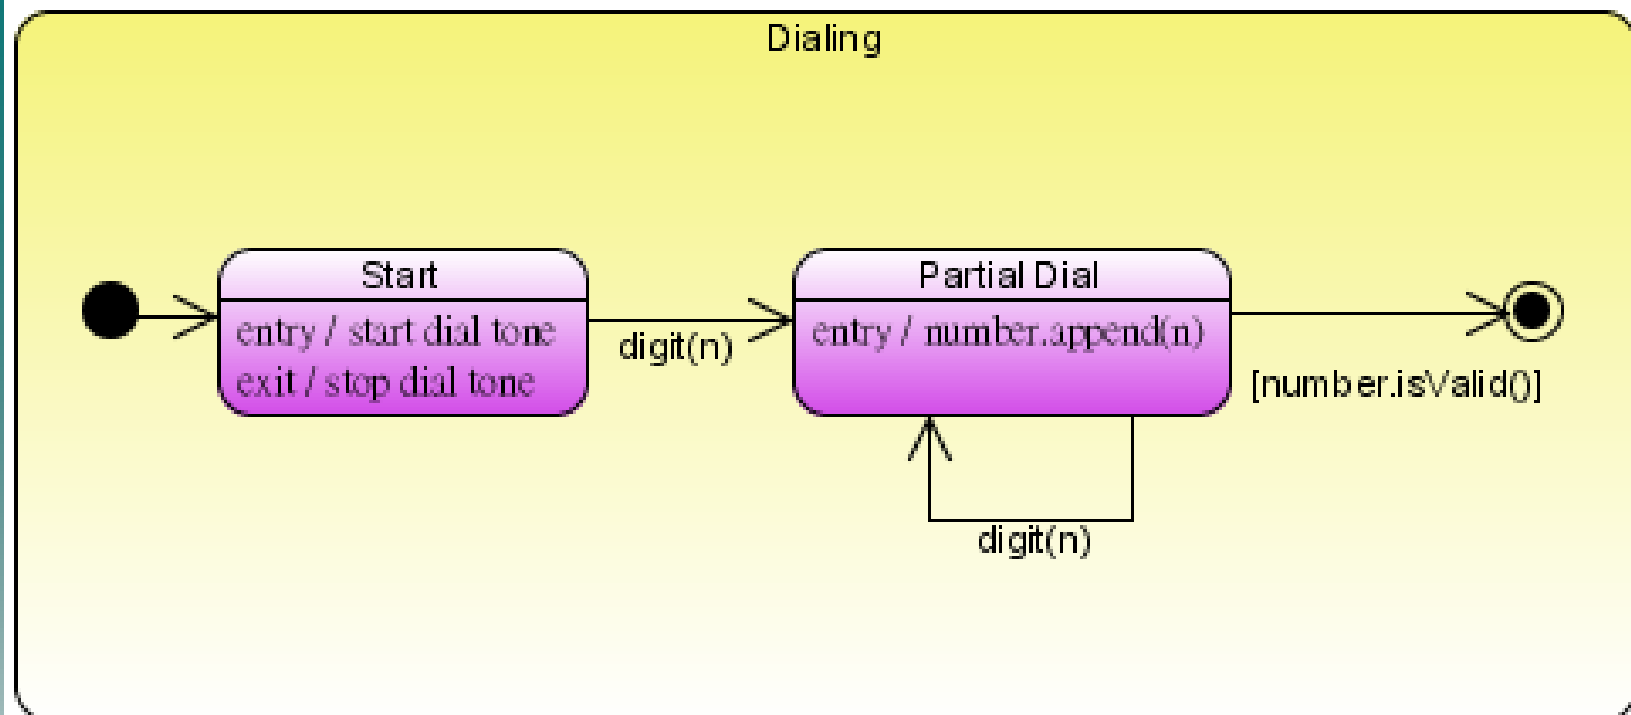 Dialing
Start
entry / start dial tone
exit / stop dial tone
digit(n)
Partial Dial
entry / number.append(n)
digit(n)
[number.isValid()]